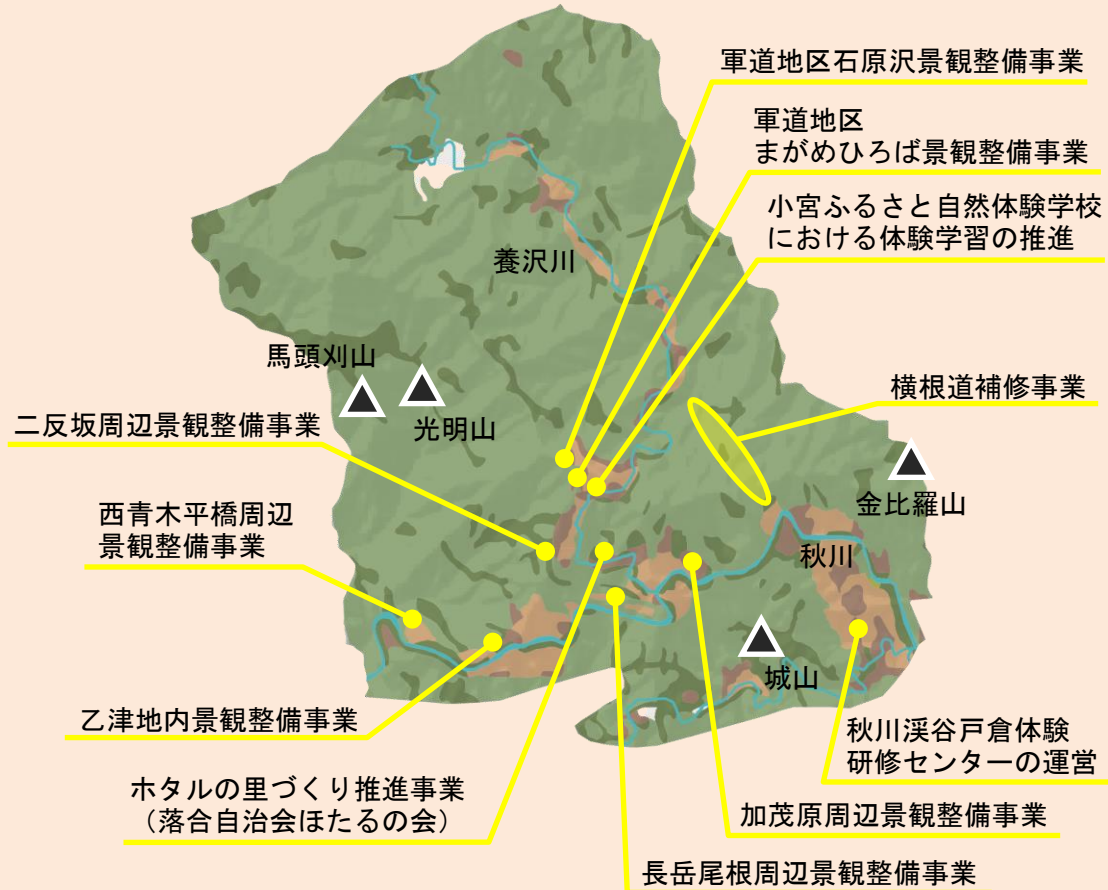 軍道地区石原沢景観整備事業
軍道地区
まがめひろば景観整備事業
小宮ふるさと自然体験学校
における体験学習の推進
養沢川
馬頭刈山
光明山
横根道補修事業
二反坂周辺景観整備事業
金比羅山
西青木平橋周辺
景観整備事業
秋川
城山
乙津地内景観整備事業
秋川渓谷戸倉体験
研修センターの運営
ホタルの里づくり推進事業
（落合自治会ほたるの会）
加茂原周辺景観整備事業
長岳尾根周辺景観整備事業